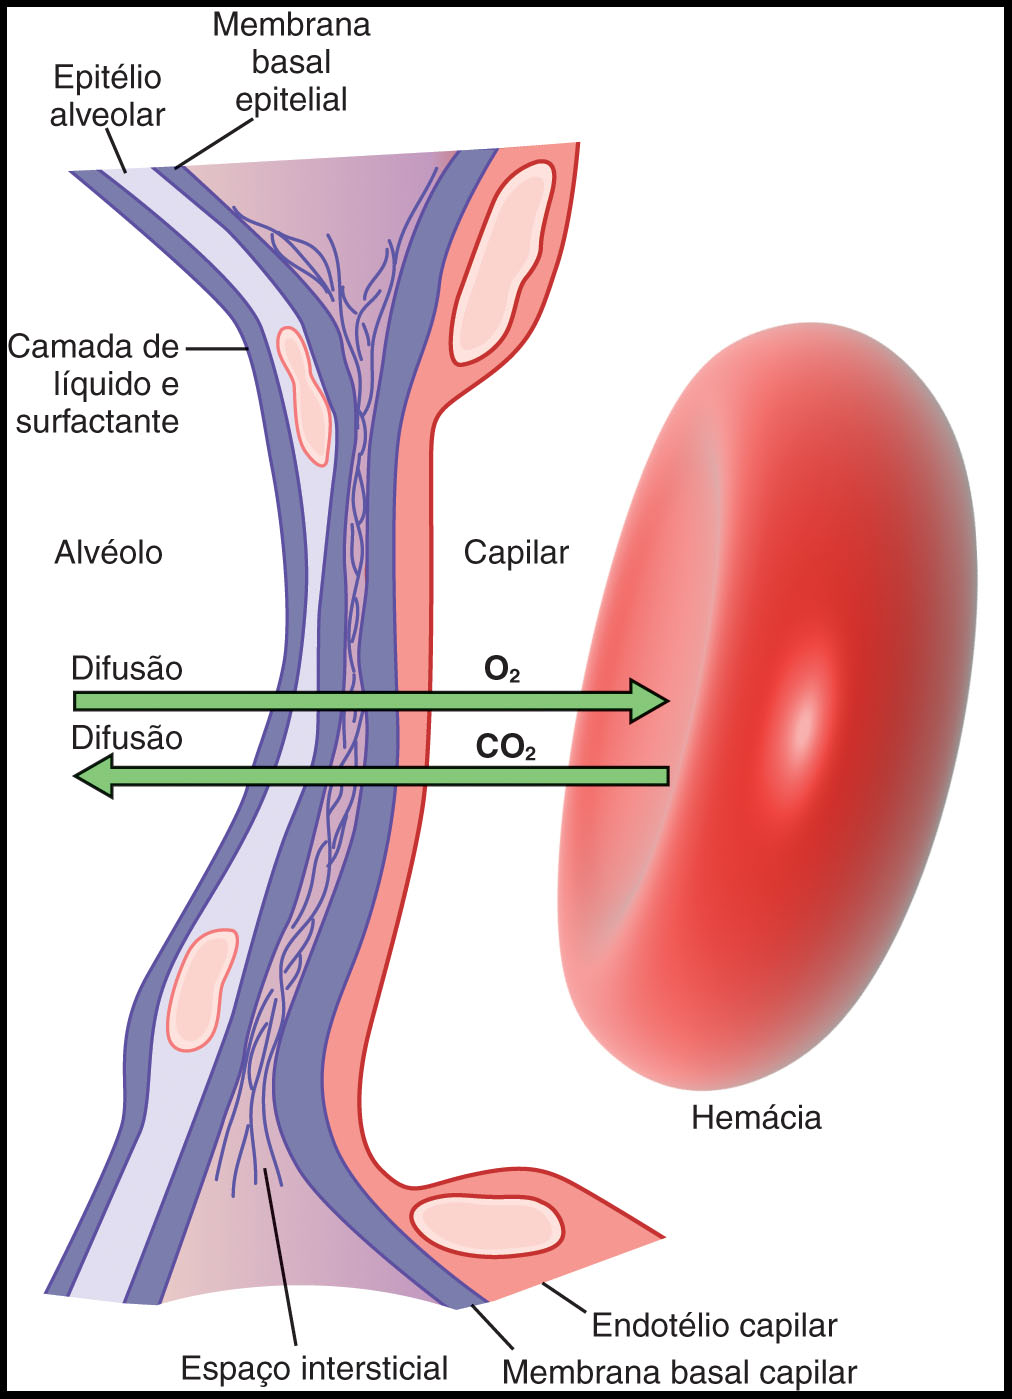 Membrana
basal
epitelial
Epitélio
alveolar
Camada de
líquido e
surfactante
Alvéolo
Capilar
Difusão
O₂
Difusão
CO₂
Hemácia
Endotélio capilar
Espaço intersticial
Membrana basal capilar